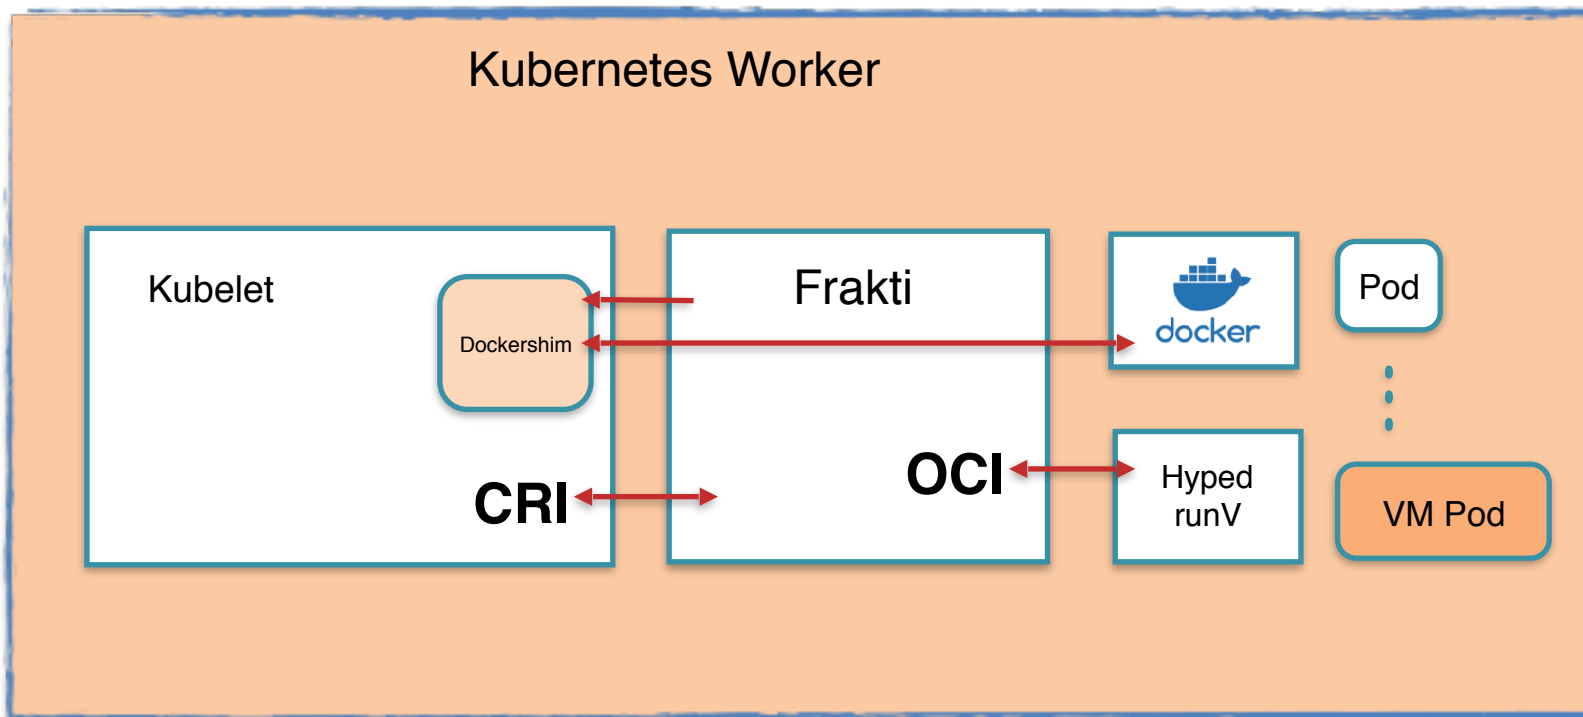 Kubernetes Worker
Kubelet
Dockershim
CRI
Frakti
OCI
docker
Hyped
runV
Pod
VM Pod